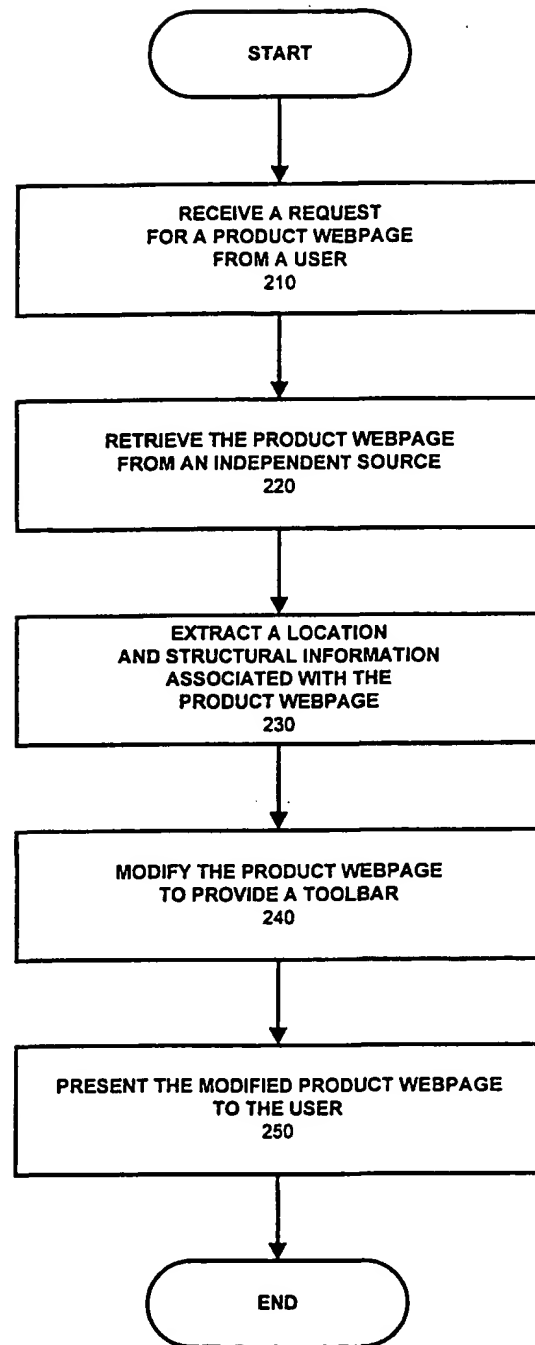 START
RECEIVE A REQUEST
FOR A PRODUCT WEBPAGE
FROM A USER
210
RETRIEVE THE PRODUCT WEBPAGE
FROM AN INDEPENDENT SOURCE
220
EXTRACT A LOCATION
AND STRUCTURAL INFORMATION
ASSOCIATED WITH THE
PRODUCT WEBPAGE
230
MODIFY THE PRODUCT WEBPAGE
TO PROVIDE A TOOLBAR
240
PRESENT THE MODIFIED PRODUCT WEBPAGE
TO THE USER
250
END